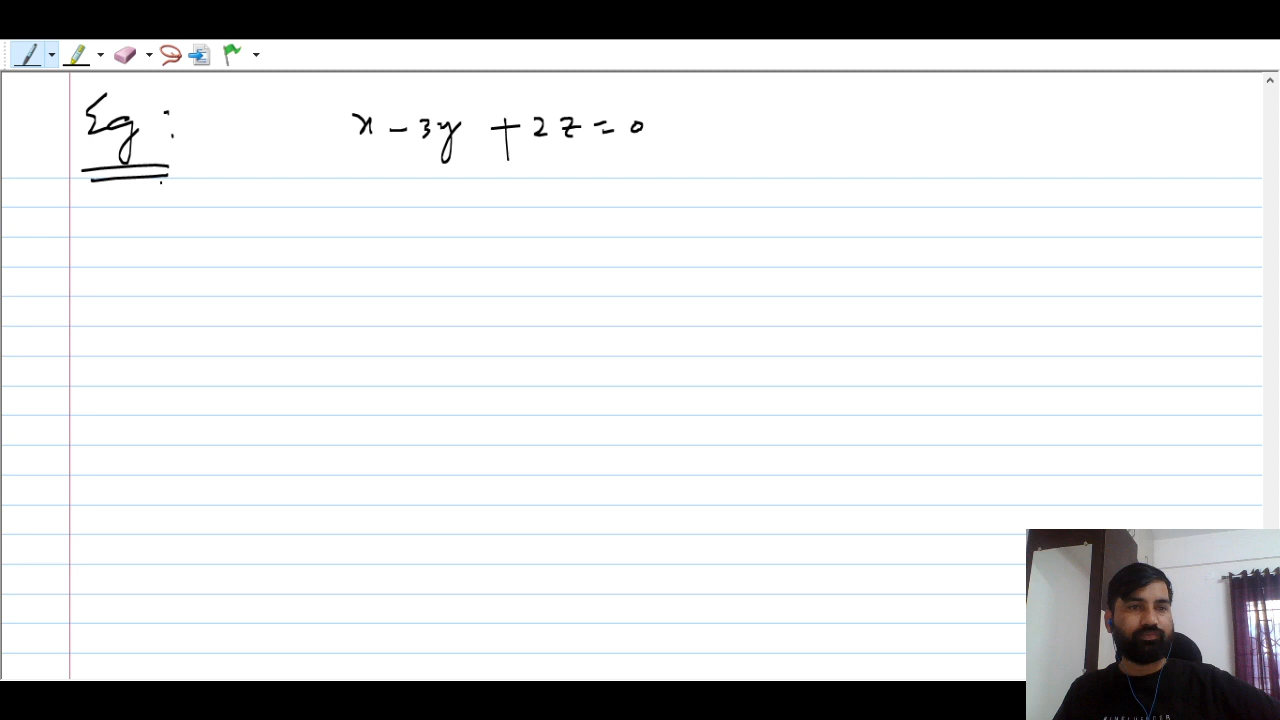 Eg: x - 3y + 2z = 0